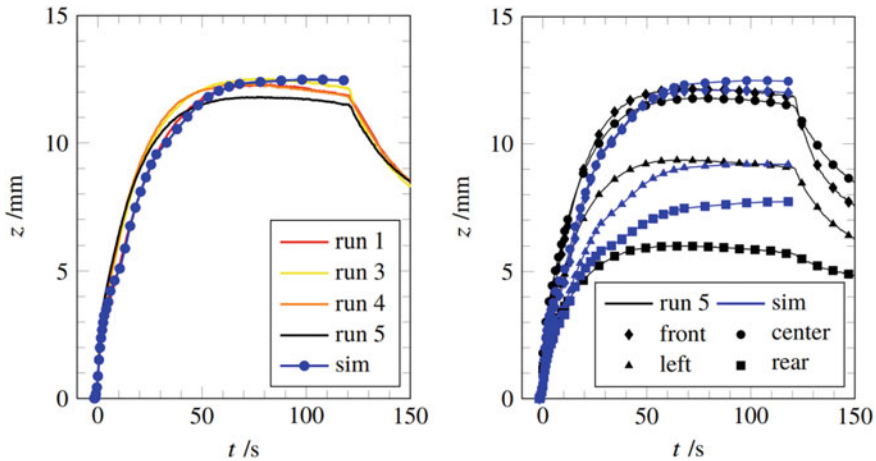 15
10
5
0
z /mm
0
50
100
150
t /s
run 1
run 3
run 4
run 5
sim
15
10
5
0
z /mm
0
50
100
150
t /s
run 5
sim
front
center
left
rear